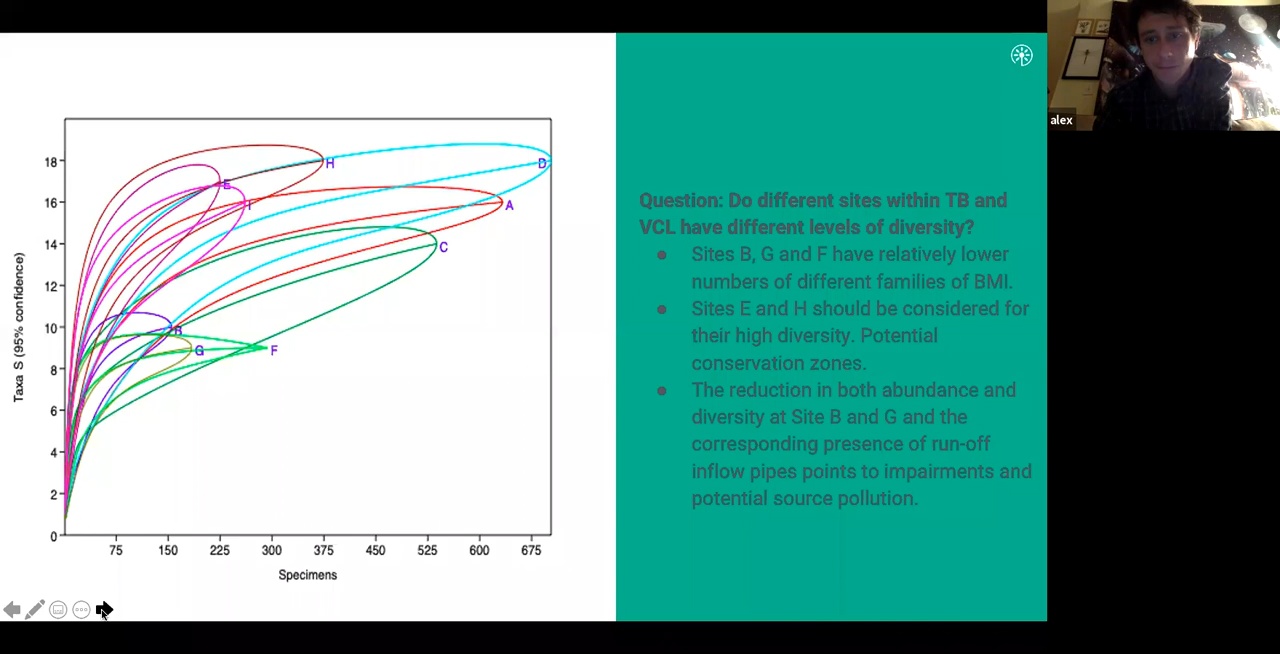 Taxa S (95% confidence)
18
16
14
12
10
8
6
4
2
0
75
150
225
300
375
450
525
600
675
Specimens
H
D
E
I
A
C
B
G
F
Question: Do different sites within TB and
VCL have different levels of diversity?
● Sites B, G and F have relatively lower
numbers of different families of BMI.
● Sites E and H should be considered for
their high diversity. Potential
conservation zones.
● The reduction in both abundance and
diversity at Site B and G and the
corresponding presence of run-off
inflow pipes points to impairments and
potential source pollution.
alex